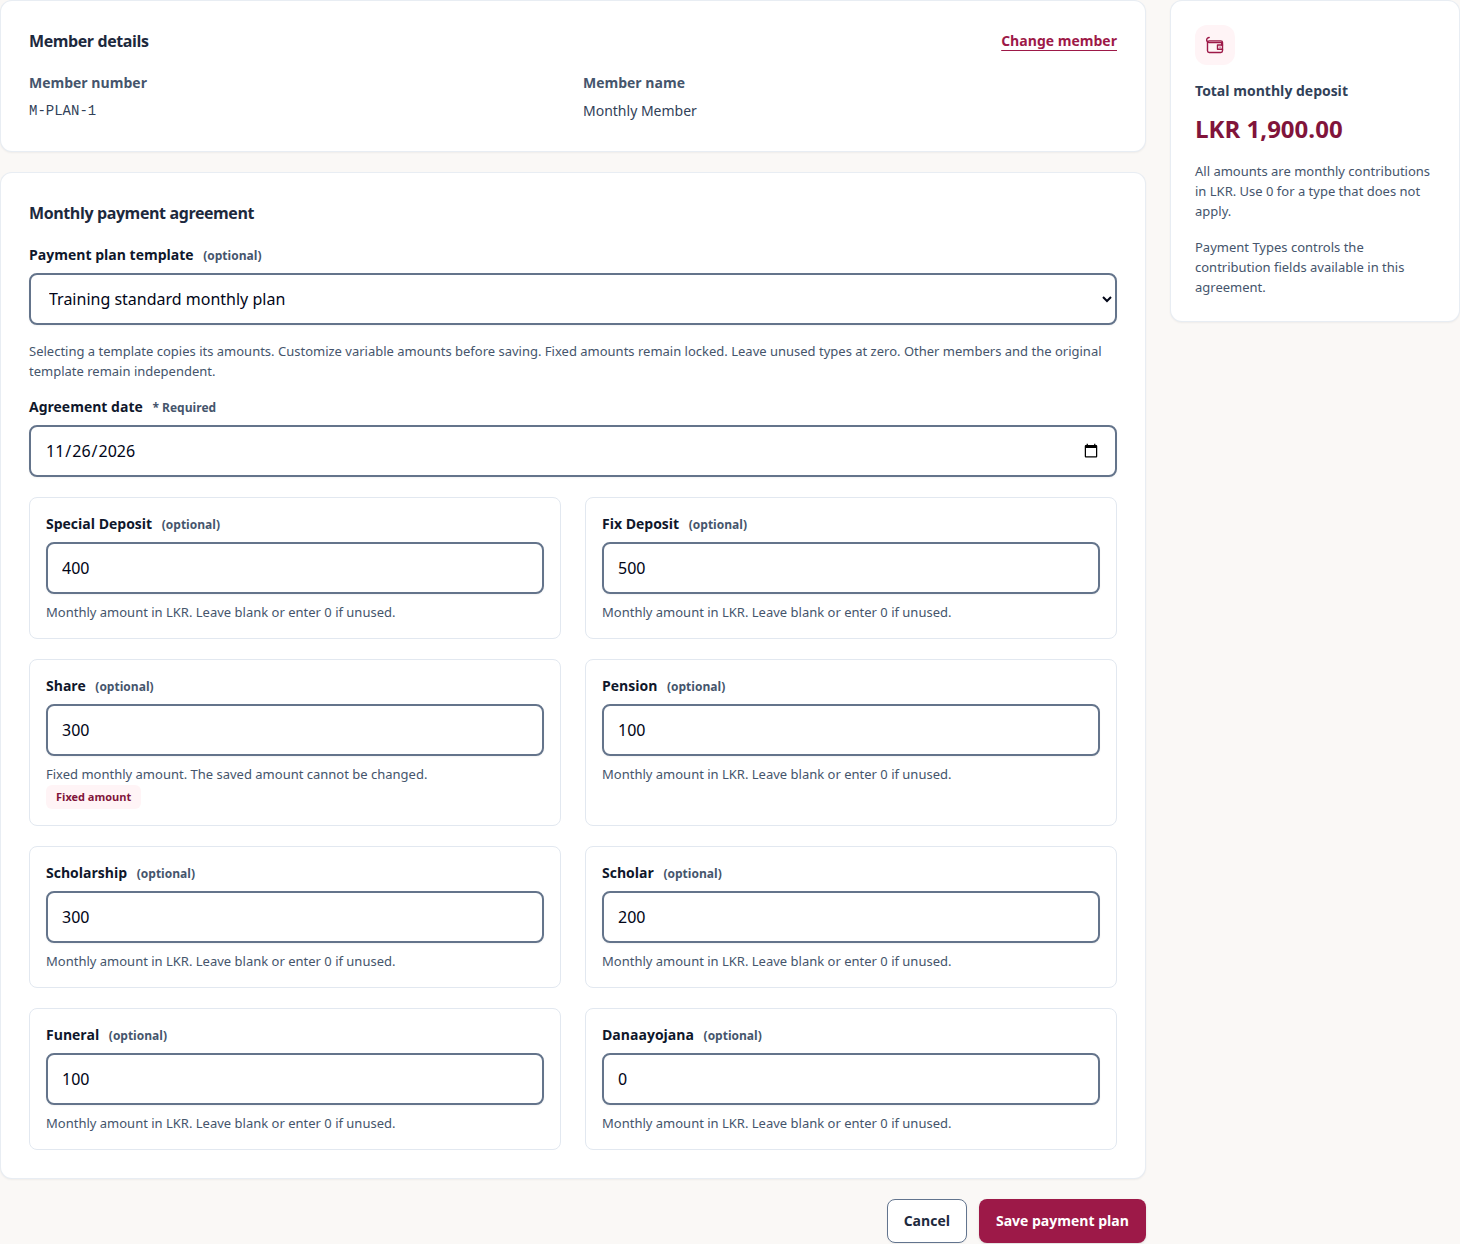 Member details
Change member
Member number
Member name
M-PLAN-1
Monthly Member
Monthly payment agreement
Payment plan template (optional)
Training standard monthly plan
Selecting a template copies its amounts. Customize variable amounts before saving. Fixed amounts remain locked. Leave unused types at zero. Other members and the original
template remain independent.
Agreement date * Required
11/26/2026
Special Deposit (optional)
400
Monthly amount in LKR. Leave blank or enter 0 if unused.
Fix Deposit (optional)
500
Monthly amount in LKR. Leave blank or enter 0 if unused.
Share (optional)
300
Fixed monthly amount. The saved amount cannot be changed.
Fixed amount
Pension (optional)
100
Monthly amount in LKR. Leave blank or enter 0 if unused.
Scholarship (optional)
300
Monthly amount in LKR. Leave blank or enter 0 if unused.
Scholar (optional)
200
Monthly amount in LKR. Leave blank or enter 0 if unused.
Funeral (optional)
100
Monthly amount in LKR. Leave blank or enter 0 if unused.
Danaayojana (optional)
0
Monthly amount in LKR. Leave blank or enter 0 if unused.
Cancel
Save payment plan
Total monthly deposit
LKR 1,900.00
All amounts are monthly contributions
in LKR. Use 0 for a type that does not
apply.
Payment Types controls the
contribution fields available in this
agreement.